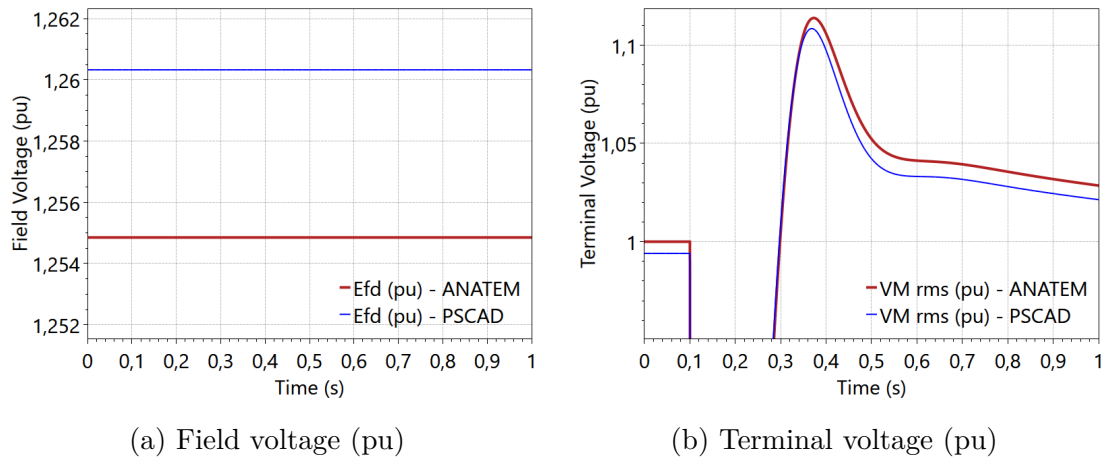 1,262
1,26
1,258
1,256
1,254
1,252
Field Voltage (pu)
Efd (pu) - ANATEM
Efd (pu) - PSCAD
0 0,1 0,2 0,3 0,4 0,5 0,6 0,7 0,8 0,9 1
Time (s)
(a) Field voltage (pu)
1,1
1,05
1
Terminal Voltage (pu)
VM rms (pu) - ANATEM
VM rms (pu) - PSCAD
0 0,1 0,2 0,3 0,4 0,5 0,6 0,7 0,8 0,9 1
Time (s)
(b) Terminal voltage (pu)